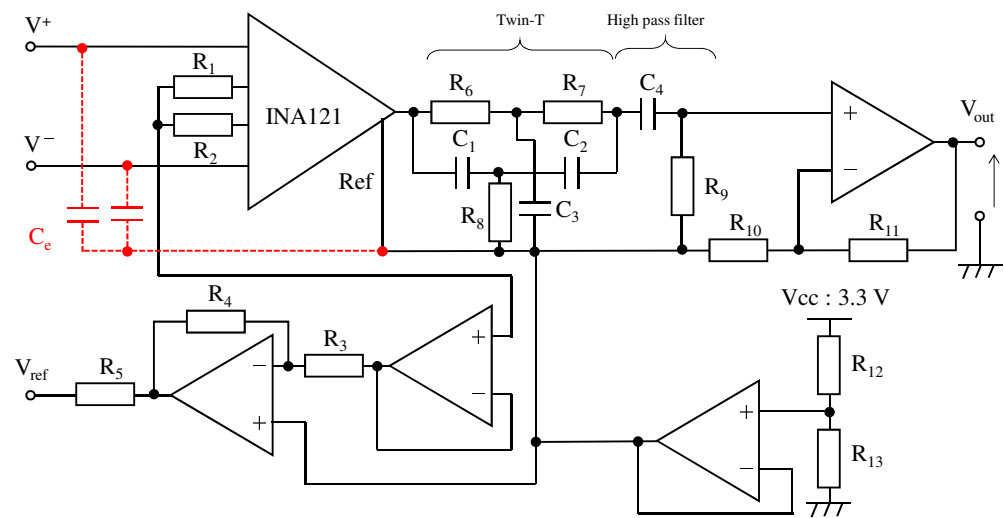 Twin-T
High pass filter
V+
R1
R6
R7
C4
INA121
Vout
+
V−
R2
C1
C2
−
Ref
R9
R8
C3
Ce
R10
R11
Vcc : 3.3 V
R4
R3
+
R12
Vref
R5
−
−
+
+
R13
−